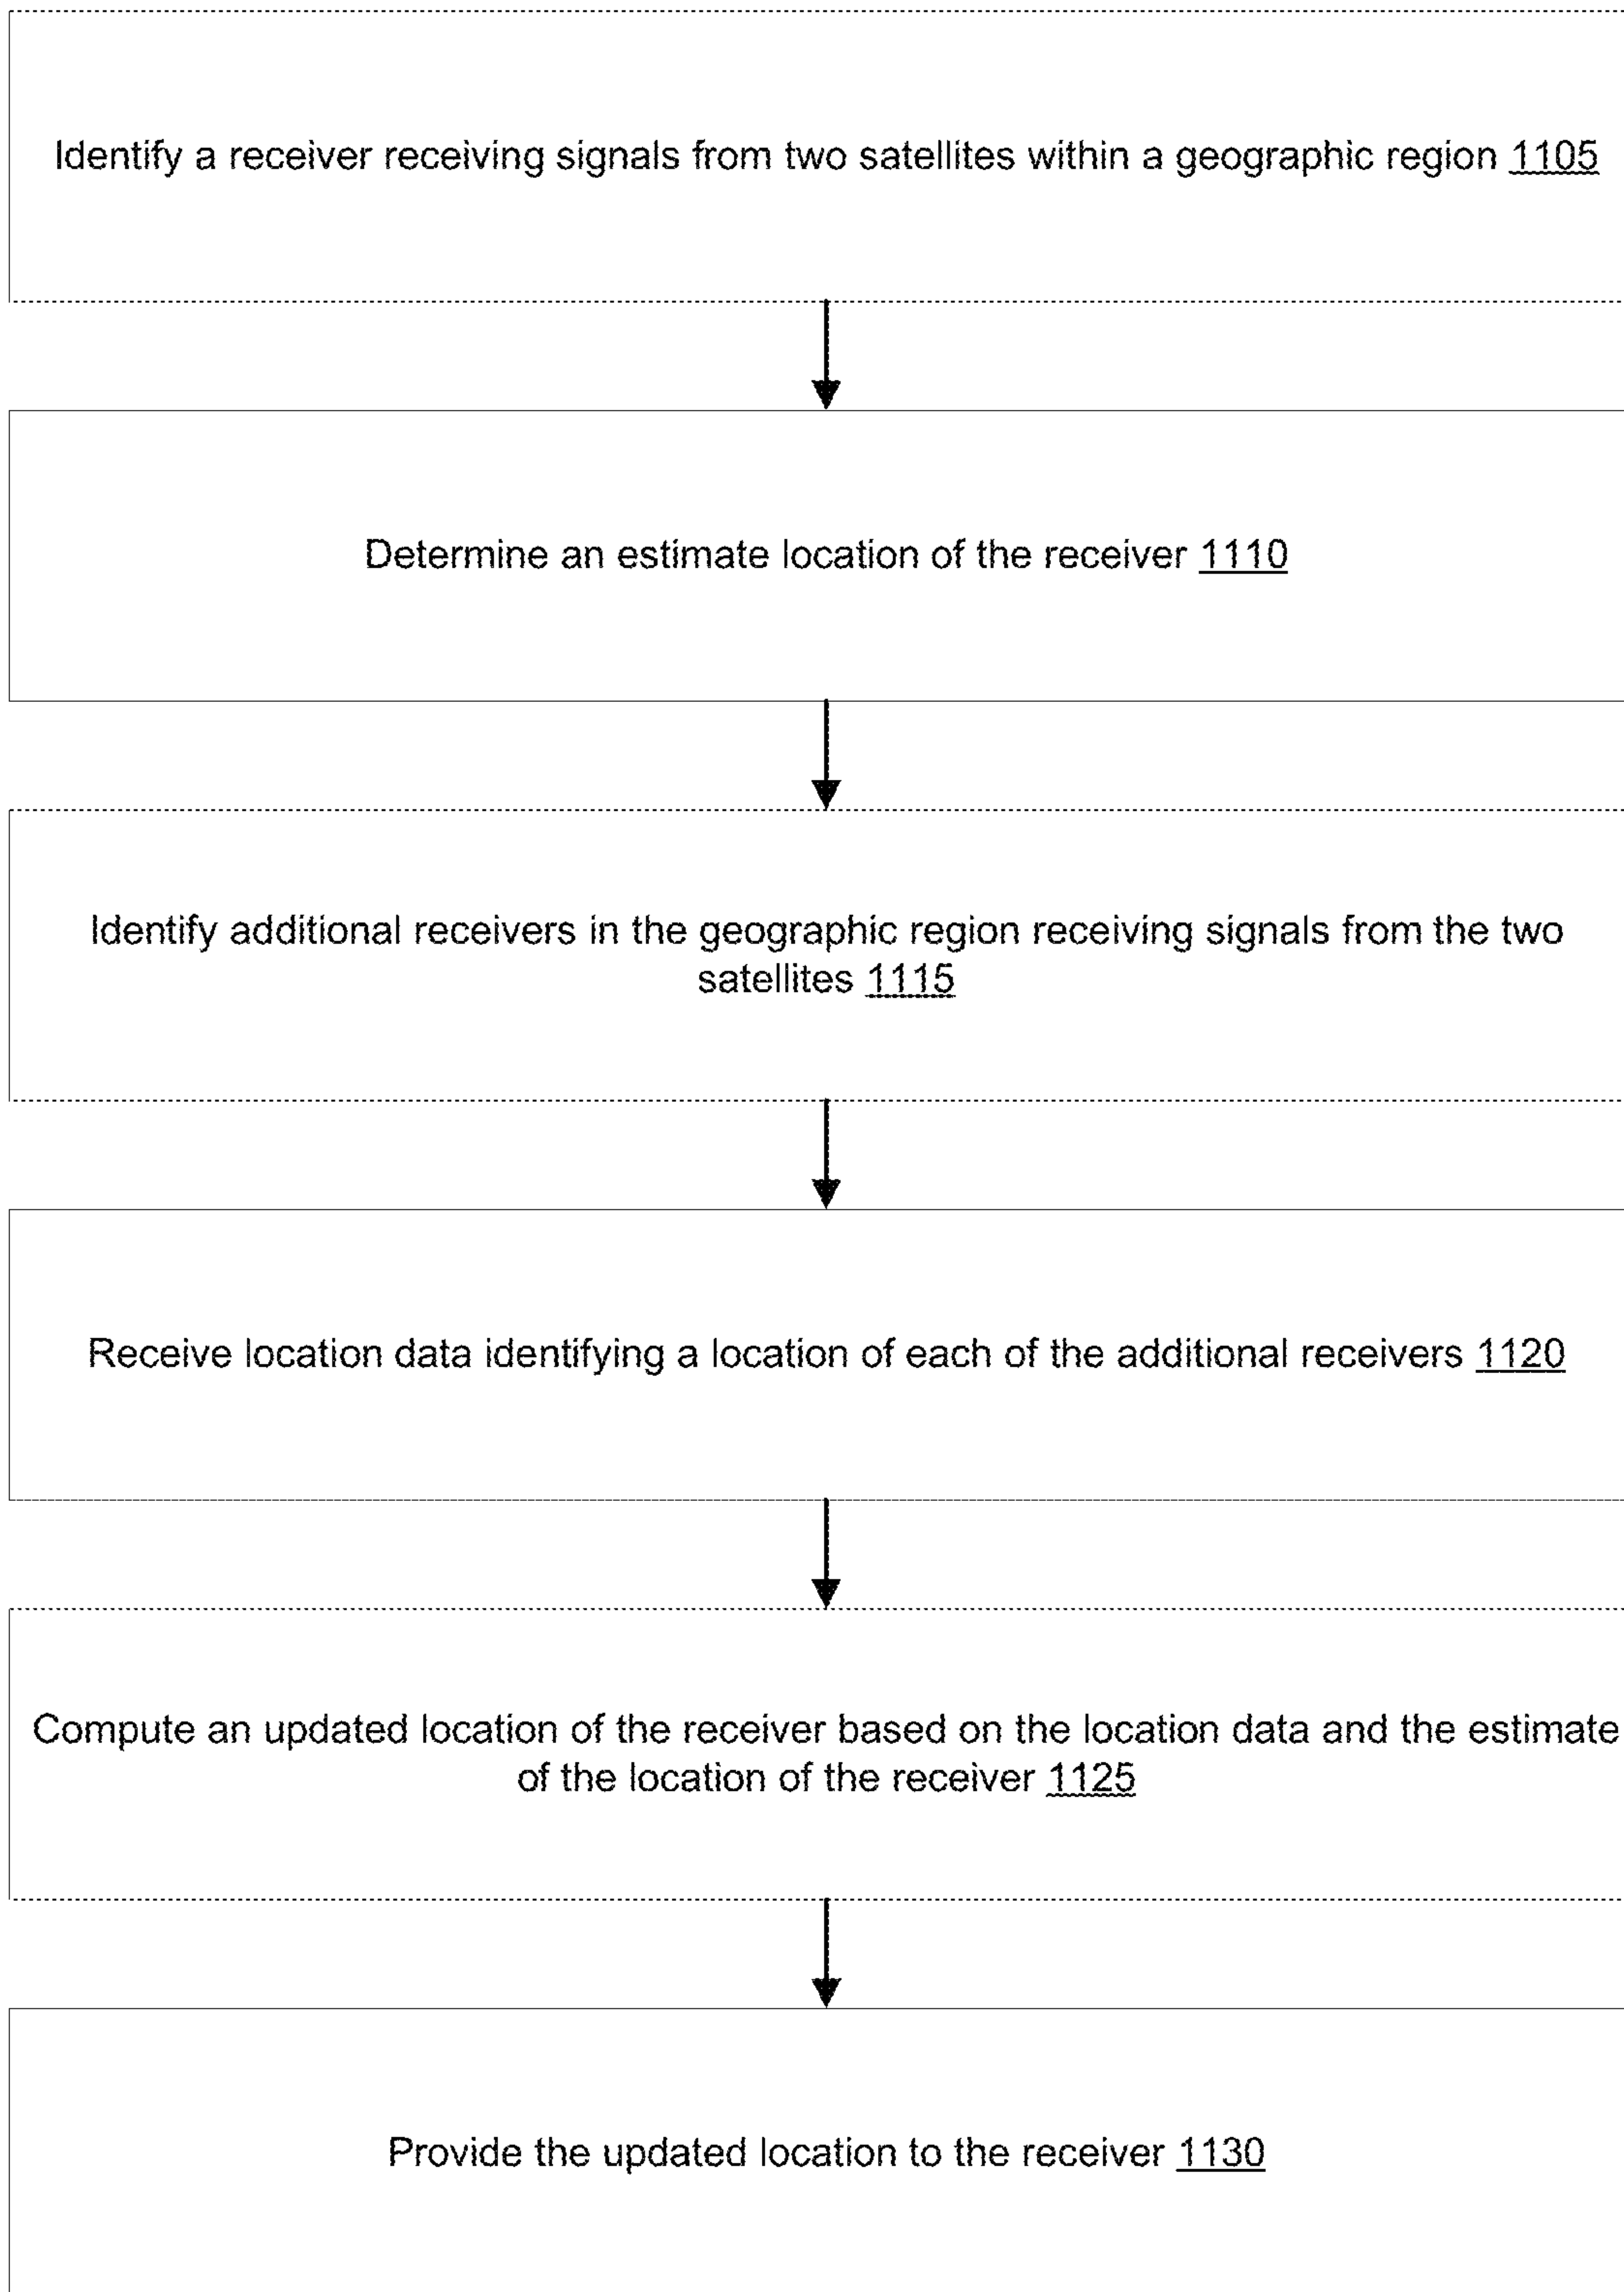 Identify a receiver receiving signals from two satellites within a geographic region 1105
Determine an estimate location of the receiver 1110
Identify additional receivers in the geographic region receiving signals from the two
satellites 1115
Receive location data identifying a location of each of the additional receivers 1120
Compute an updated location of the receiver based on the location data and the estimate
of the location of the receiver 1125
Provide the updated location to the receiver 1130